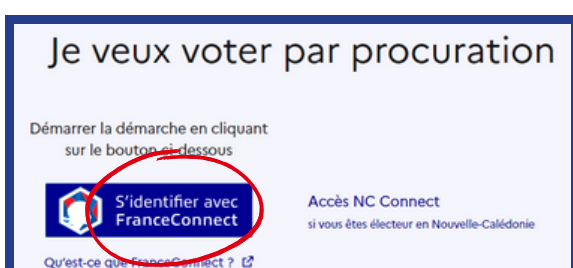 Je veux voter par procuration
Démarrer la démarche en cliquant
sur le bouton ci-dessous
S'identifier avec
FranceConnect
Accès NC Connect
si vous êtes électeur en Nouvelle-Calédonie
Qu'est-ce que FranceConnect ?